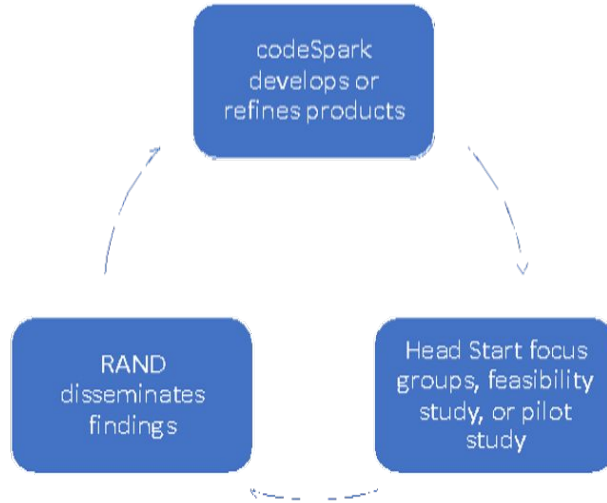 codeSpark
develops or
refines products
Head Start focus
groups, feasibility
study, or pilot
study
RAND
disseminates
findings